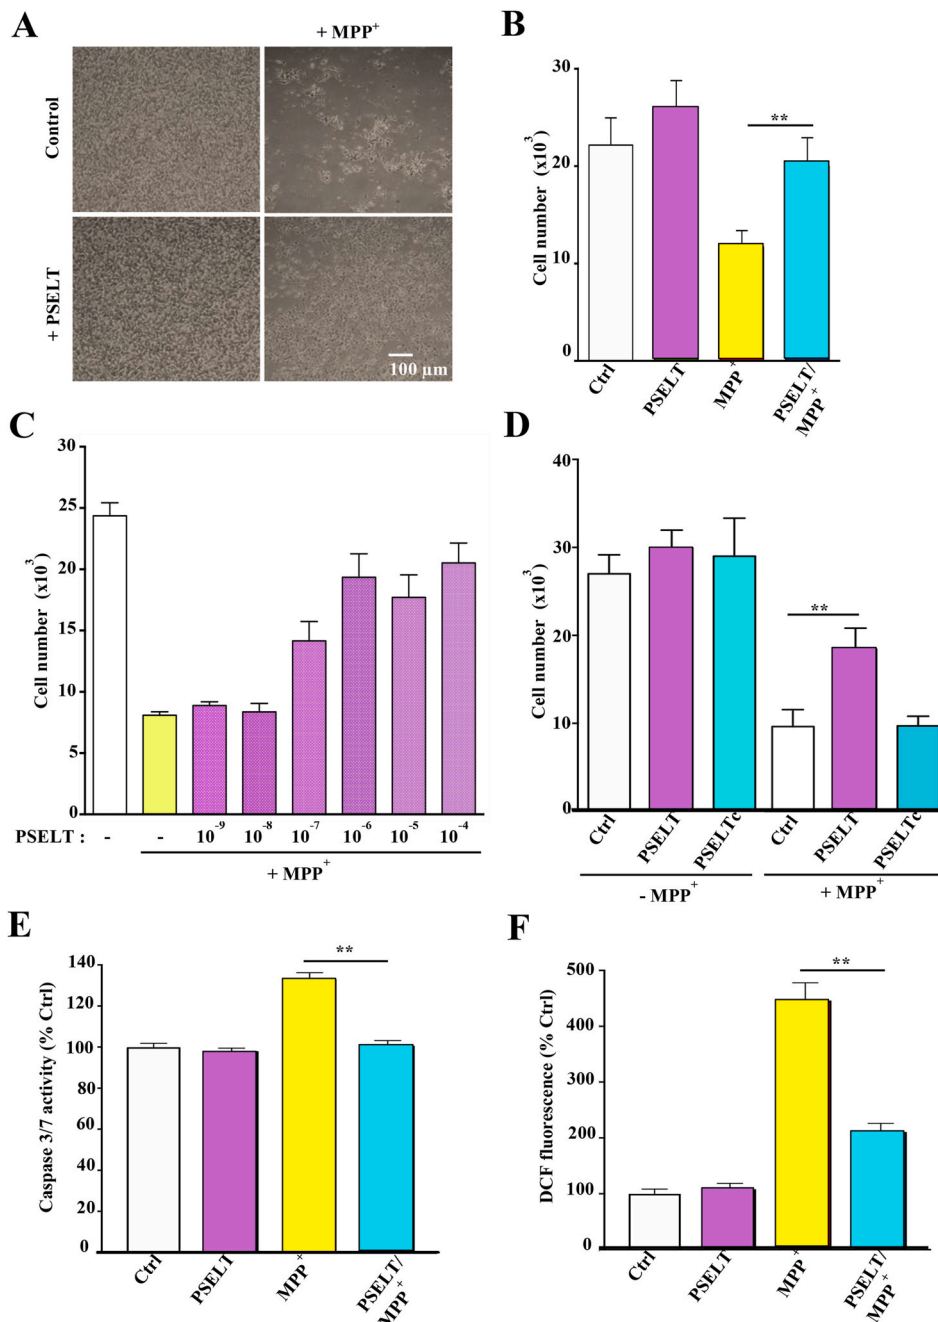 A
+ MPP+
Control
+ PSELT
100 µm
B
Cell number (x10³)
30
20
10
0
**
Ctrl
PSELT
MPP+
PSELT/
MPP+
C
Cell number (x10³)
30
25
20
15
10
5
0
PSELT : - - 10⁻⁹ 10⁻⁸ 10⁻⁷ 10⁻⁶ 10⁻⁵ 10⁻⁴
+ MPP+
D
Cell number (x10³)
40
30
20
10
0
**
Ctrl
PSELT
PSELTc
Ctrl
PSELT
PSELTc
- MPP+
+ MPP+
E
Caspase 3/7 activity (% Ctrl)
140
120
100
80
60
40
20
0
**
Ctrl
PSELT
MPP+
PSELT/
MPP+
F
DCF fluorescence (% Ctrl)
500
400
300
200
100
0
**
Ctrl
PSELT
MPP+
PSELT/
MPP+